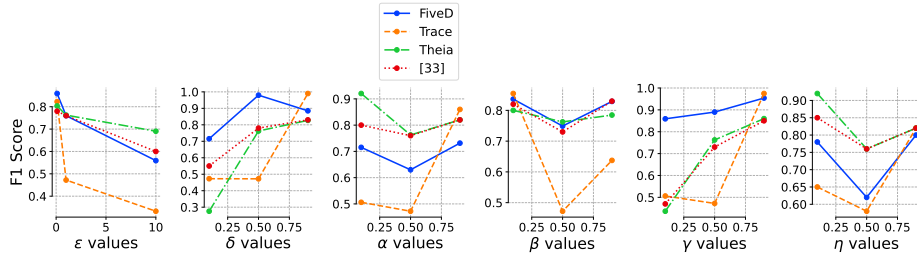 FiveD
Trace
Theia
[33]
F1 Score
0.8
0.7
0.6
0.5
0.4
0 5 10
ε values
1.0
0.9
0.8
0.7
0.6
0.5
0.4
0.3
0.25 0.50 0.75
δ values
0.9
0.8
0.7
0.6
0.5
0.25 0.50 0.75
α values
0.8
0.7
0.6
0.5
0.25 0.50 0.75
β values
1.0
0.9
0.8
0.7
0.6
0.5
0.25 0.50 0.75
γ values
0.90
0.85
0.80
0.75
0.70
0.65
0.60
0.25 0.50 0.75
η values